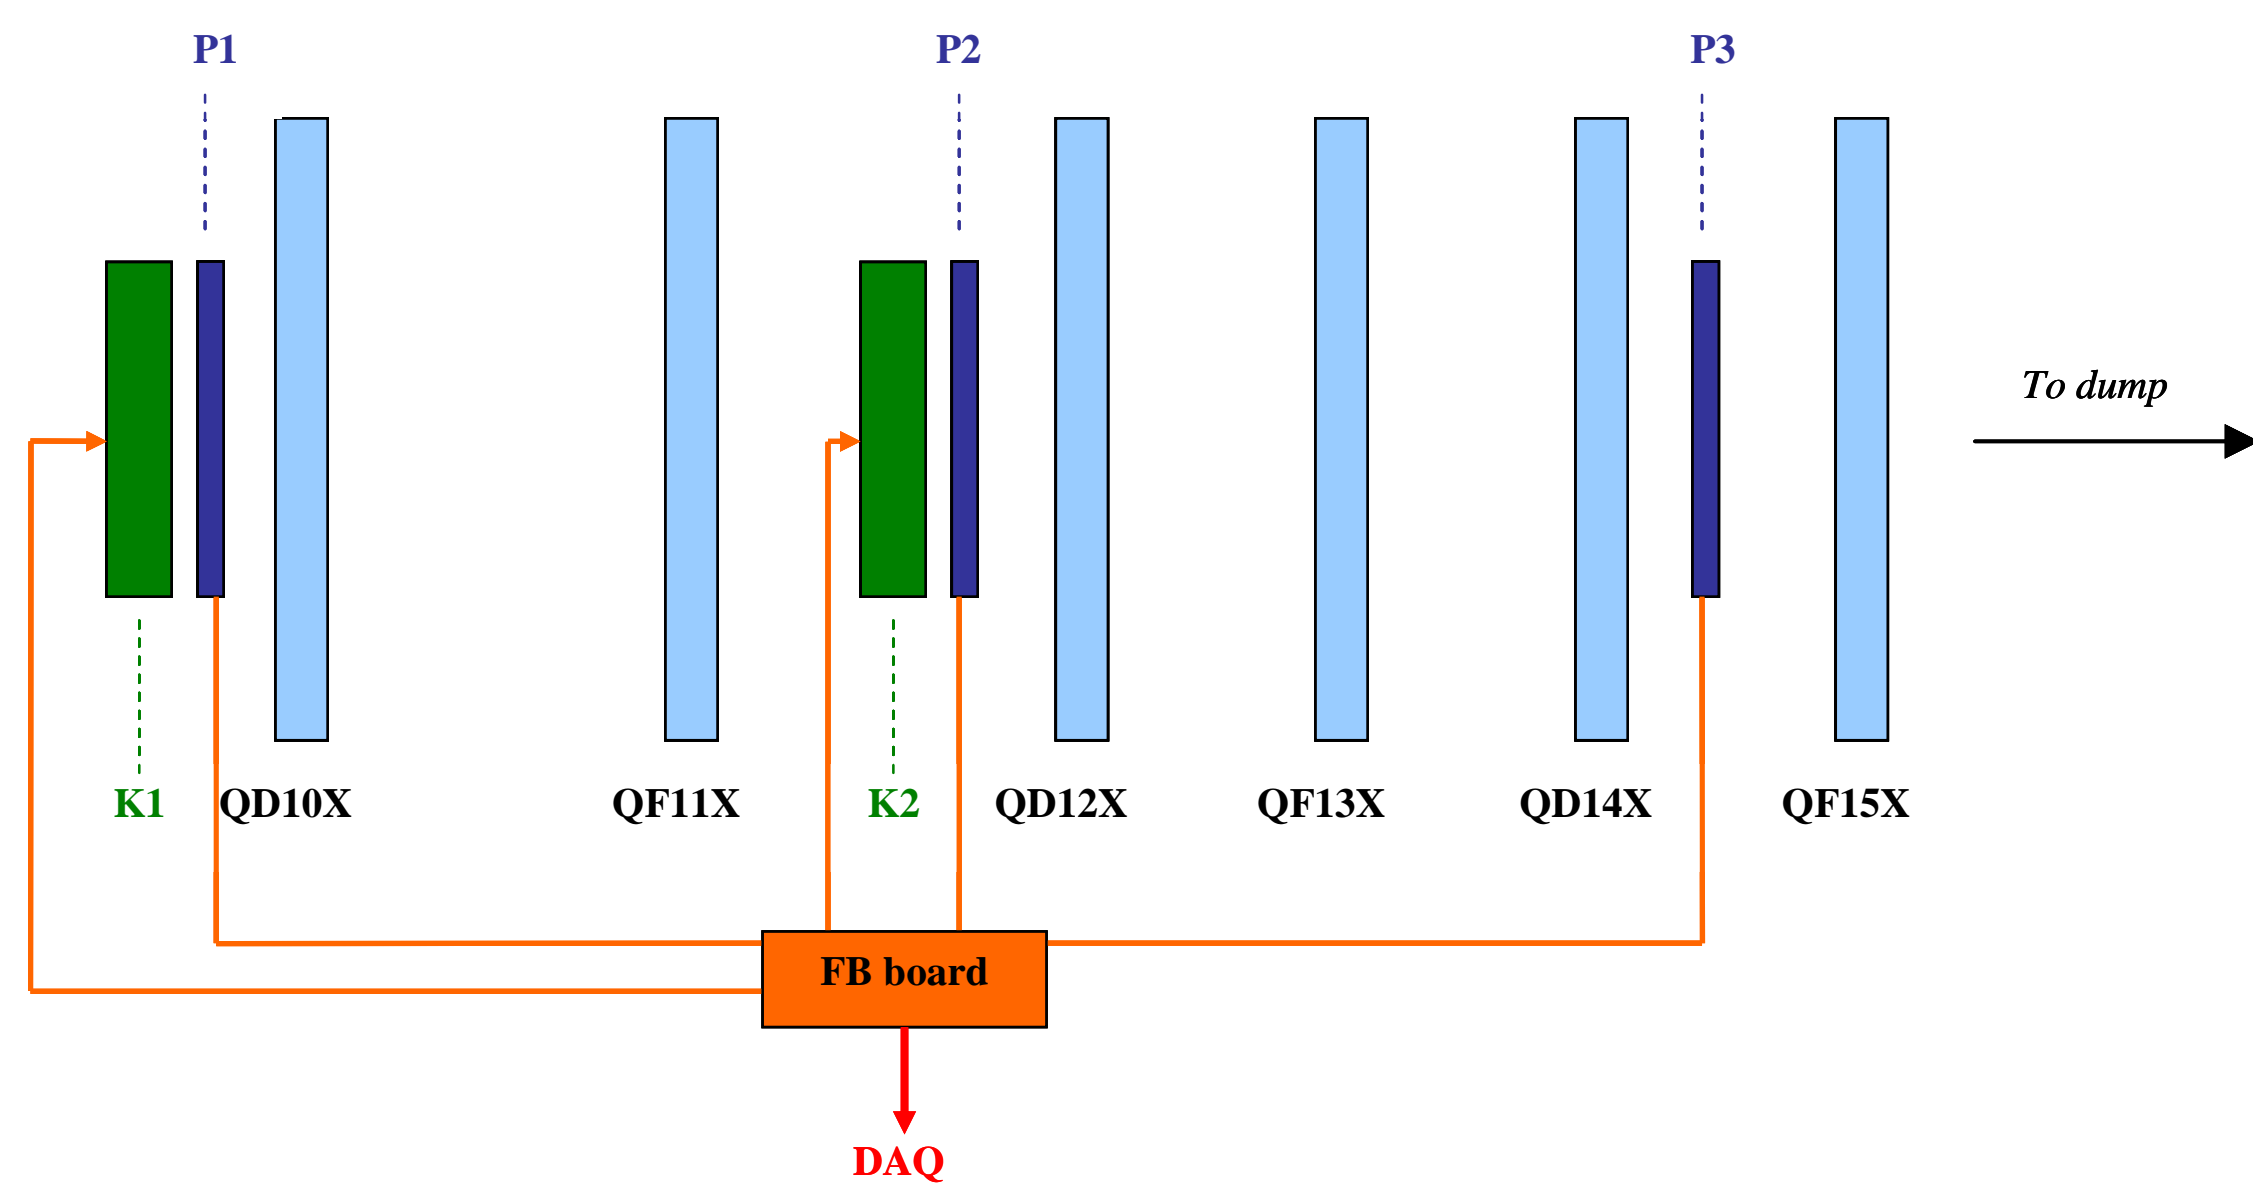 P1
P2
P3
To dump
K1
QD10X
QF11X
K2
QD12X
QF13X
QD14X
QF15X
FB board
DAQ